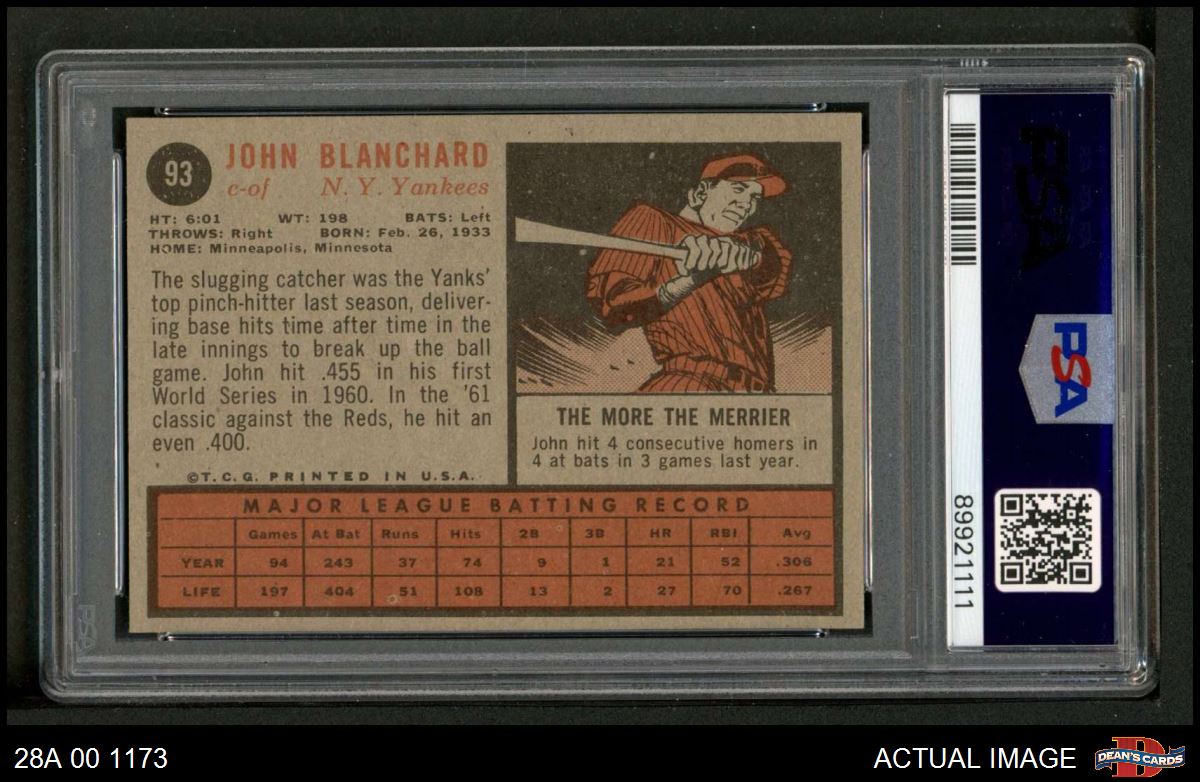 93
JOHN BLANCHARD
c-of N. Y. Yankees
HT: 6:01 WT: 198 BATS: Left
THROWS: Right BORN: Feb. 26, 1933
HOME: Minneapolis, Minnesota
The slugging catcher was the Yanks'
top pinch-hitter last season, deliver-
ing base hits time after time in the
late innings to break up the ball
game. John hit .455 in his first
World Series in 1960. In the '61
classic against the Reds, he hit an
even .400.
©T. C. G. PRINTED IN U.S.A.
THE MORE THE MERRIER
John hit 4 consecutive homers in
4 at bats in 3 games last year.
MAJOR LEAGUE BATTING RECORD
Games At Bat Runs Hits 2B 3B HR RBI Avg
YEAR 94 243 37 74 9 1 21 52 .306
LIFE 197 404 51 108 13 2 27 70 .267
PSA
PSA
89921111
PSA
28A 00 1173
ACTUAL IMAGE
D
DEAN'S CARDS